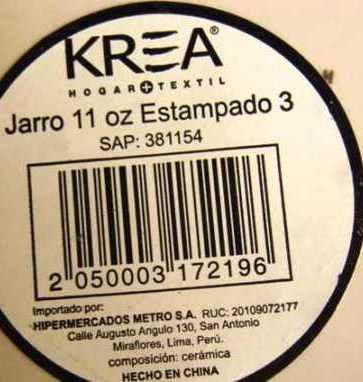 KREA®
HOGAR+TEXTIL
Jarro 11 oz Estampado 3
SAP: 381154
2 050003 172196
Importado por:
HIPERMERCADOS METRO S.A. RUC: 20109072177
Calle Augusto Angulo 130, San Antonio
Miraflores, Lima, Perú.
composición: cerámica
HECHO EN CHINA